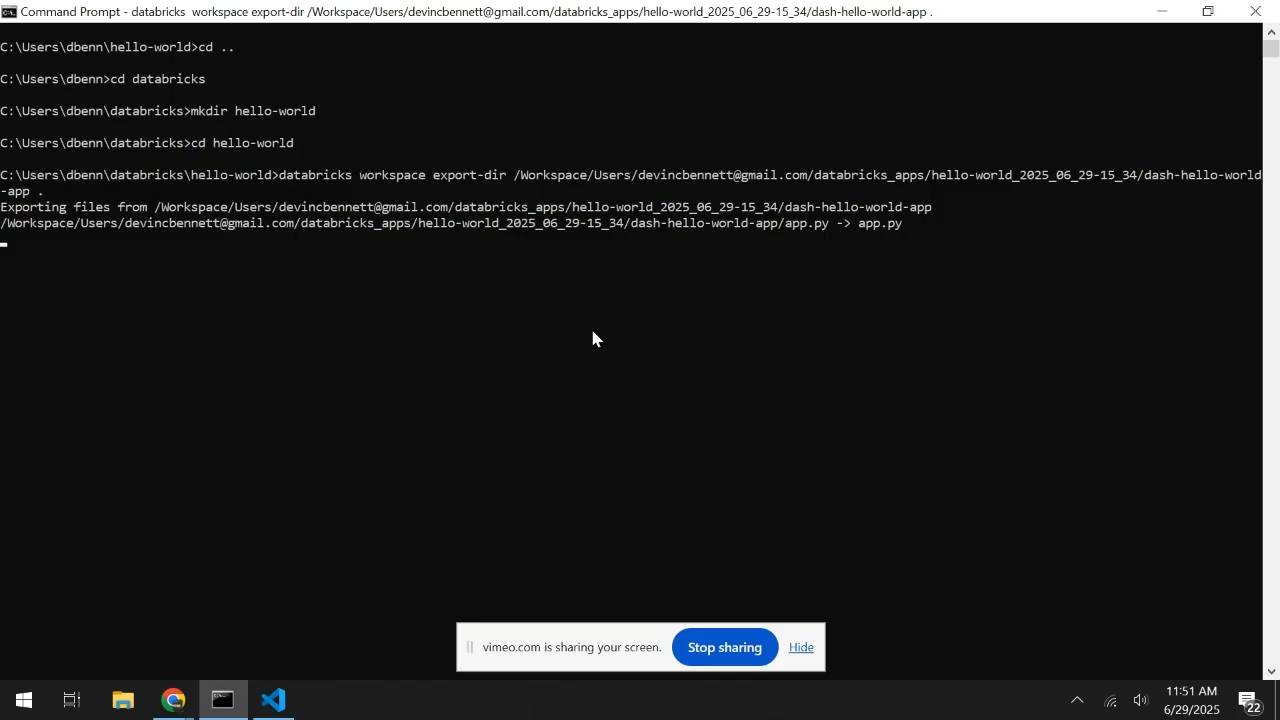 Command Prompt - databricks  workspace export-dir /Workspace/Users/devincbennett@gmail.com/databricks_apps/hello-world_2025_06_29-15_34/dash-hello-world-app .
C:\Users\dbenn\hello-world>cd ..
C:\Users\dbenn>cd databricks
C:\Users\dbenn\databricks>mkdir hello-world
C:\Users\dbenn\databricks>cd hello-world
C:\Users\dbenn\databricks\hello-world>databricks workspace export-dir /Workspace/Users/devincbennett@gmail.com/databricks_apps/hello-world_2025_06_29-15_34/dash-hello-world
-app .
Exporting files from /Workspace/Users/devincbennett@gmail.com/databricks_apps/hello-world_2025_06_29-15_34/dash-hello-world-app
/Workspace/Users/devincbennett@gmail.com/databricks_apps/hello-world_2025_06_29-15_34/dash-hello-world-app/app.py -> app.py
vimeo.com is sharing your screen.
Stop sharing
Hide
11:51 AM
6/29/2025
22